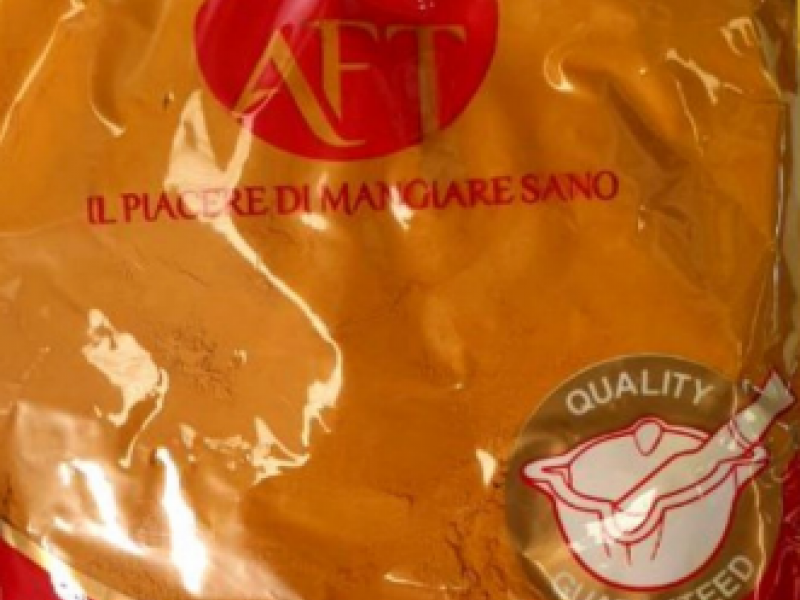 AFT
IL PIACERE DI MANGIARE SANO
QUALITY
GUARANTEED